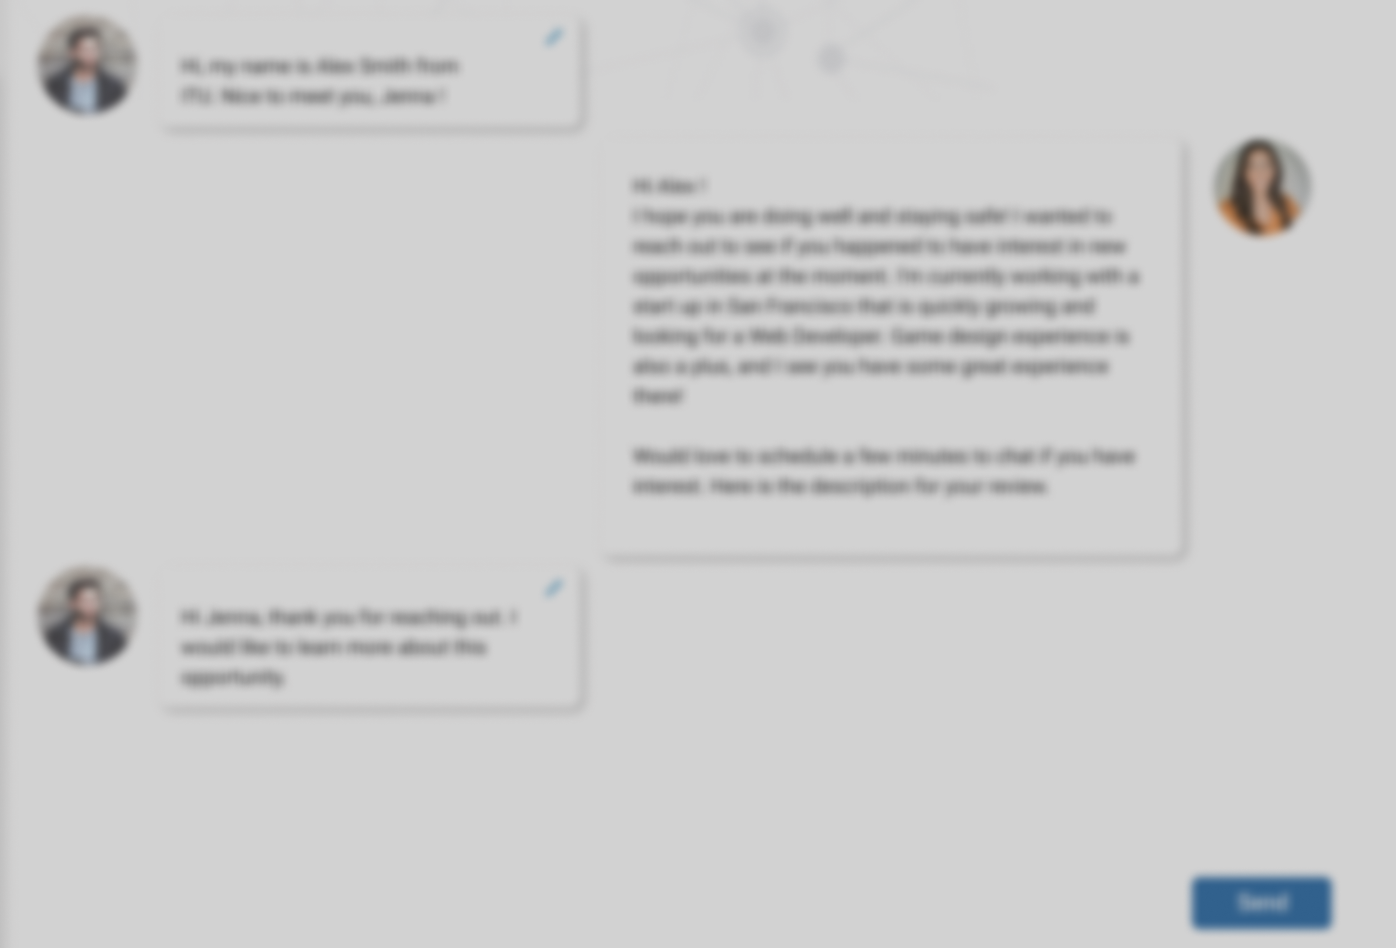 Hi, my name is Alex Smith from
ITU. Nice to meet you, Jenna !
Hi Alex !
I hope you are doing well and staying safe! I wanted to
reach out to see if you happened to have interest in new
opportunities at the moment. I'm currently working with a
start up in San Francisco that is quickly growing and
looking for a Web Developer. Game design experience is
also a plus, and I see you have some great experience
there!
Would love to schedule a few minutes to chat if you have
interest. Here is the description for your review.
Hi Jenna, thank you for reaching out. I
would like to learn more about this
opportunity.
Send